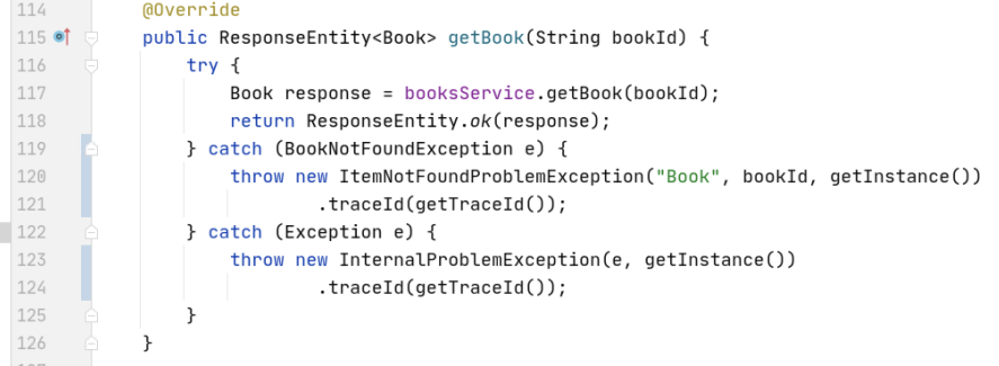 114 @Override
115 public ResponseEntity<Book> getBook(String bookId) {
116 try {
117 Book response = booksService.getBook(bookId);
118 return ResponseEntity.ok(response);
119 } catch (BookNotFoundException e) {
120 throw new ItemNotFoundProblemException("Book", bookId, getInstance())
121 .traceId(getTraceId());
122 } catch (Exception e) {
123 throw new InternalProblemException(e, getInstance())
124 .traceId(getTraceId());
125 }
126 }